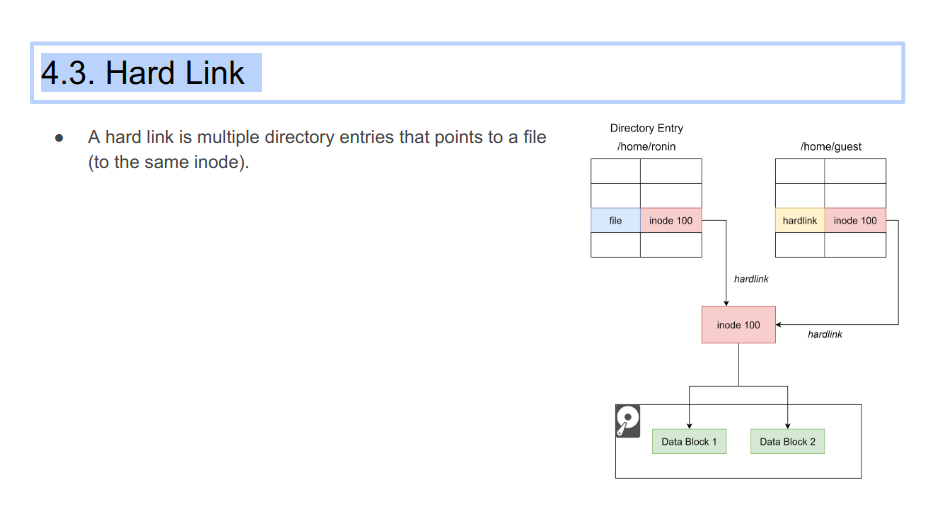 4.3. Hard Link
● A hard link is multiple directory entries that points to a file
(to the same inode).
Directory Entry
/home/ronin
/home/guest
file inode 100
hardlink inode 100
hardlink
inode 100
hardlink
Data Block 1
Data Block 2